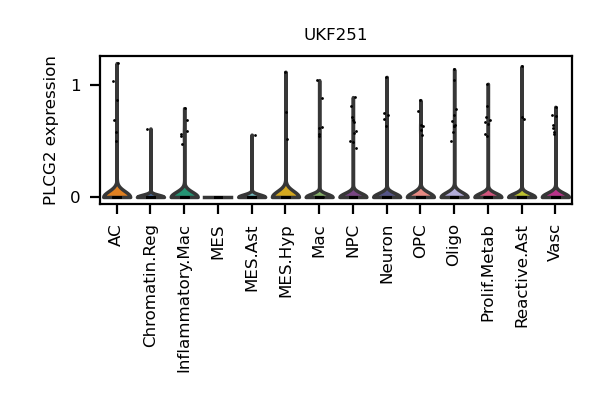 UKF251
PLCG2 expression
1
0
AC
Chromatin.Reg
Inflammatory.Mac
MES
MES.Ast
MES.Hyp
Mac
NPC
Neuron
OPC
Oligo
Prolif.Metab
Reactive.Ast
Vasc